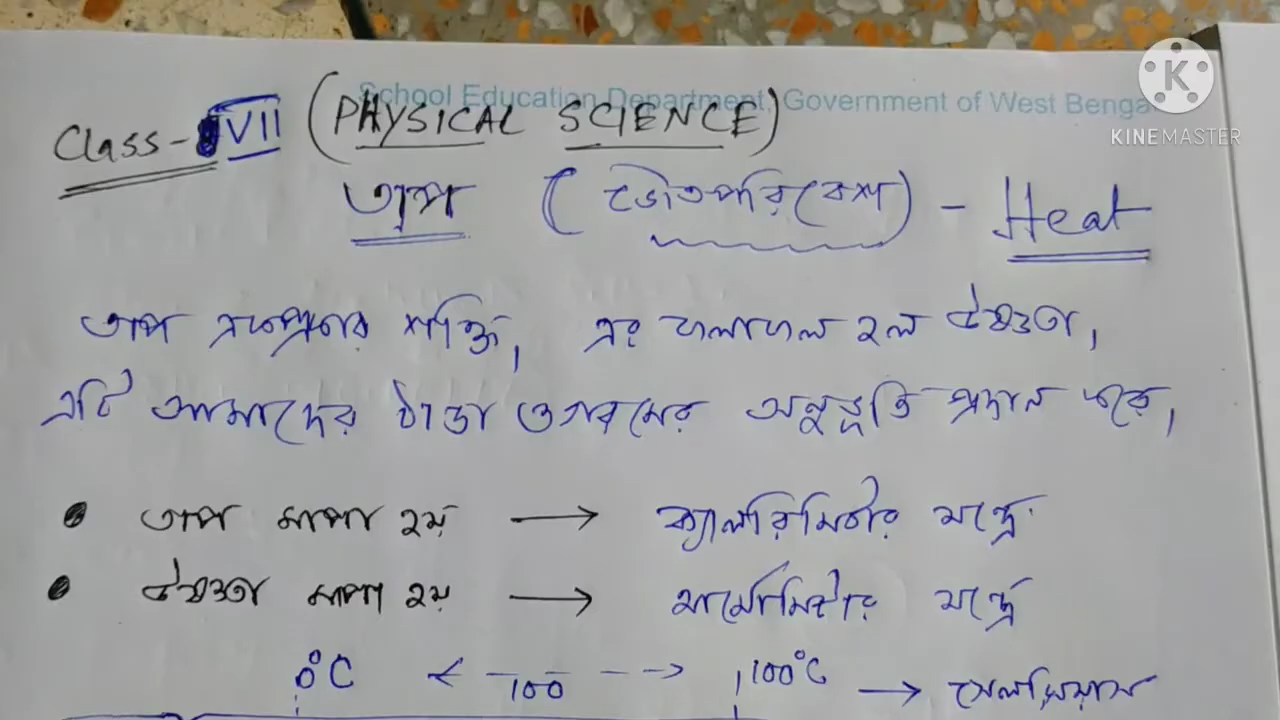 School Education Department, Government of West Bengal
KINEMASTER
Class - VII (PHYSICAL SCIENCE)
তাপ (ভৌতপরিবেশ) - Heat
তাপ একপ্রকার শক্তি, এর ফলাফল হল উষ্ণতা,
এটি আমাদের ঠান্ডা ও গরমের অনুভূতি প্রদান করে,
• তাপ মাপা হয় → ক্যালরিমিটার যন্ত্রে
• উষ্ণতা মাপা হয় → থার্মোমিটার যন্ত্রে
0°C <- 100 --> 100°C → সেলসিয়াস